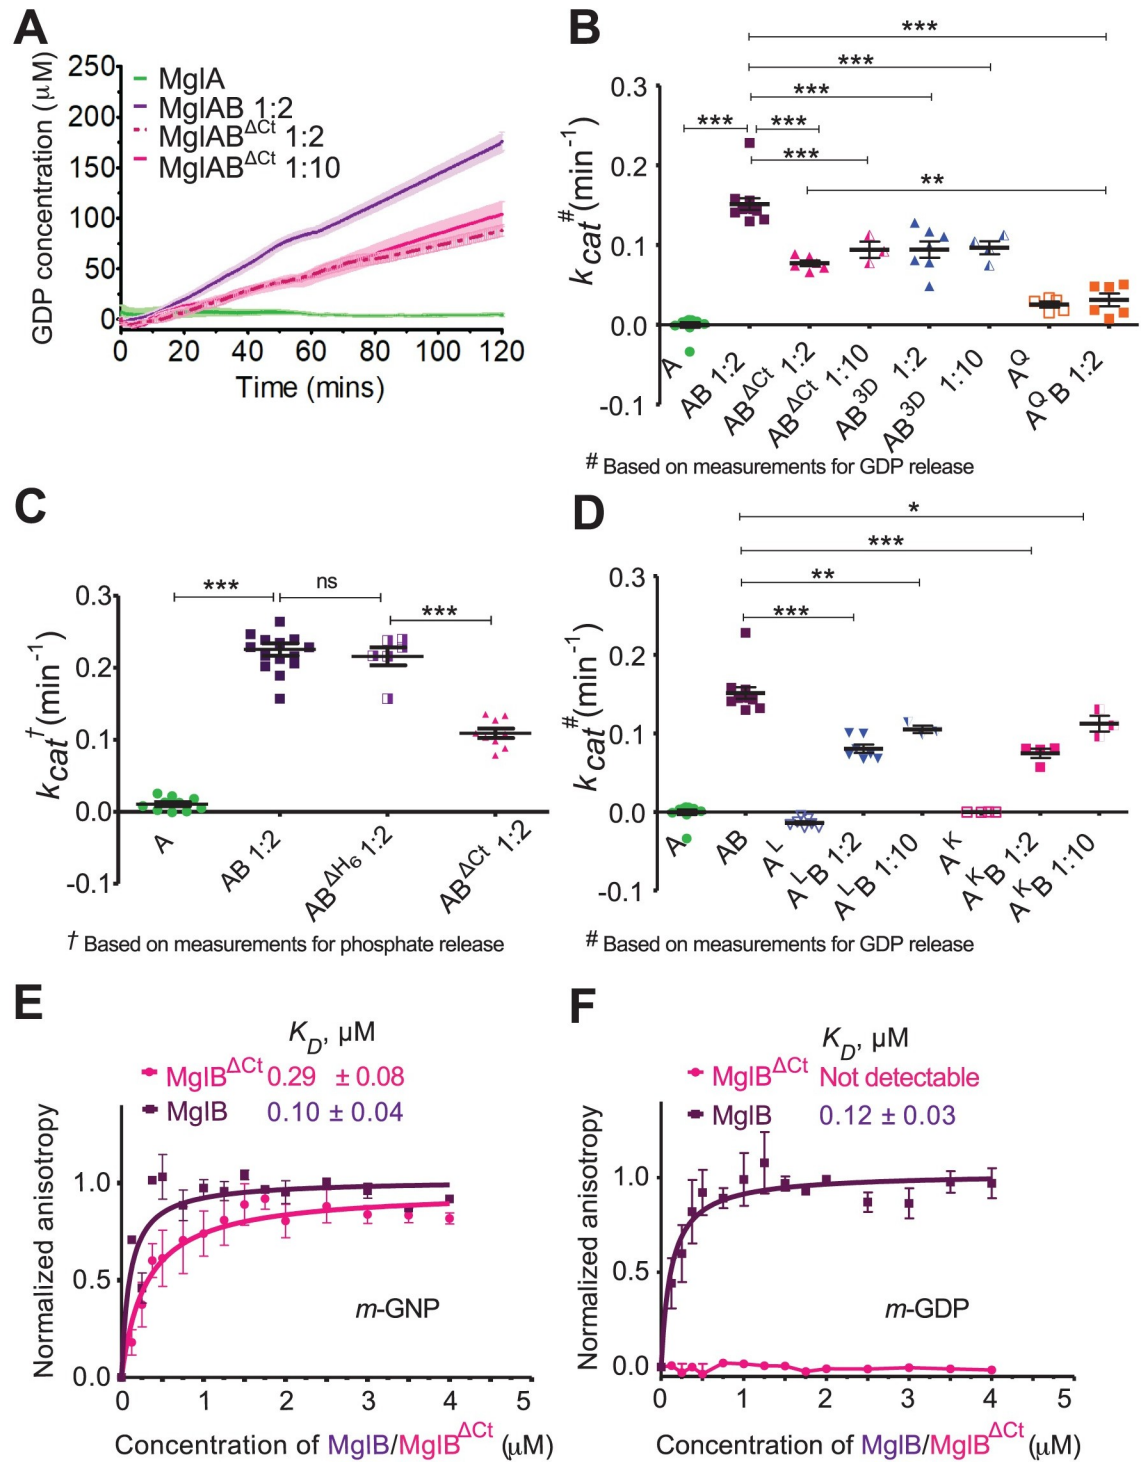 A
GDP concentration (μM)
250
200
150
100
50
0
MglA
MglAB 1:2
MglAB^ΔCt 1:2
MglAB^ΔCt 1:10
0 20 40 60 80 100 120
Time (mins)
B
k_cat^# (min^-1)
0.3
0.2
0.1
0.0
-0.1
***
***
***
*** ***
***
**
A
AB 1:2
AB^ΔCt 1:2
AB^ΔCt 1:10
AB^3D 1:2
AB^3D 1:10
A^Q
A^Q B 1:2
# Based on measurements for GDP release
C
k_cat^† (min^-1)
0.3
0.2
0.1
0.0
-0.1
*** ns ***
A
AB 1:2
AB^ΔH6 1:2
AB^ΔCt 1:2
† Based on measurements for phosphate release
D
k_cat^# (min^-1)
0.3
0.2
0.1
0.0
-0.1
*
***
**
***
A
AB
A^L
A^L B 1:2
A^L B 1:10
A^K
A^K B 1:2
A^K B 1:10
# Based on measurements for GDP release
E
K_D, μM
MglB^ΔCt 0.29 ± 0.08
MglB 0.10 ± 0.04
Normalized anisotropy
1.0
0.5
0.0
m-GNP
0 1 2 3 4 5
Concentration of MglB/MglB^ΔCt (μM)
F
K_D, μM
MglB^ΔCt Not detectable
MglB 0.12 ± 0.03
Normalized anisotropy
1.0
0.5
0.0
m-GDP
0 1 2 3 4 5
Concentration of MglB/MglB^ΔCt (μM)